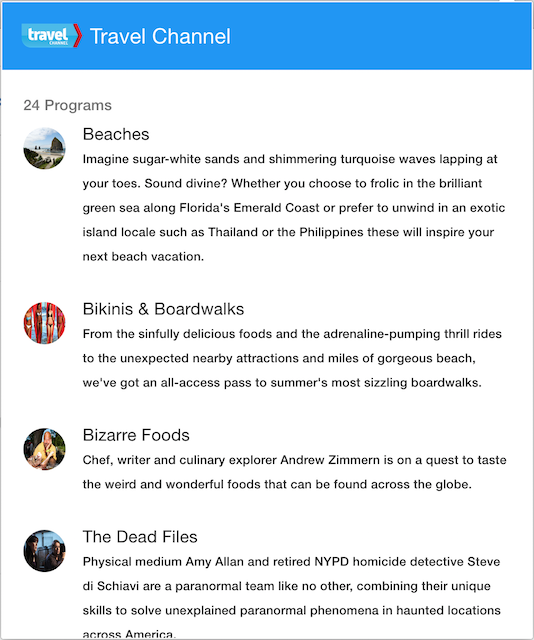 travel
CHANNEL
Travel Channel
24 Programs
Beaches
Imagine sugar-white sands and shimmering turquoise waves lapping at
your toes. Sound divine? Whether you choose to frolic in the brilliant
green sea along Florida's Emerald Coast or prefer to unwind in an exotic
island locale such as Thailand or the Philippines these will inspire your
next beach vacation.
Bikinis & Boardwalks
From the sinfully delicious foods and the adrenaline-pumping thrill rides
to the unexpected nearby attractions and miles of gorgeous beach,
we've got an all-access pass to summer's most sizzling boardwalks.
Bizarre Foods
Chef, writer and culinary explorer Andrew Zimmern is on a quest to taste
the weird and wonderful foods that can be found across the globe.
The Dead Files
Physical medium Amy Allan and retired NYPD homicide detective Steve
di Schiavi are a paranormal team like no other, combining their unique
skills to solve unexplained paranormal phenomena in haunted locations
across America.